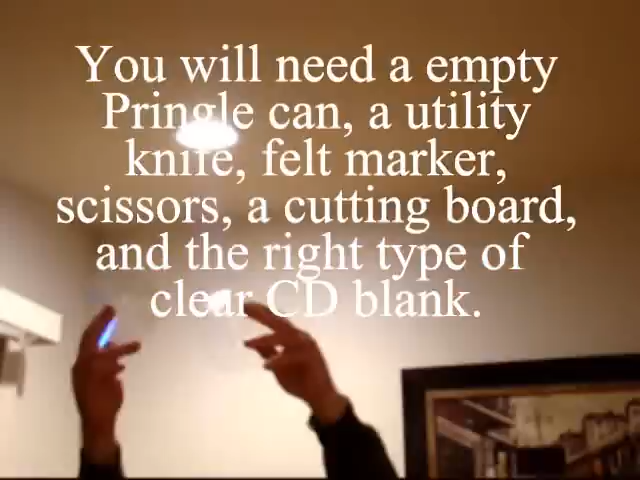 You will need a empty
Pringle can, a utility
knife, felt marker,
scissors, a cutting board,
and the right type of
clear CD blank.